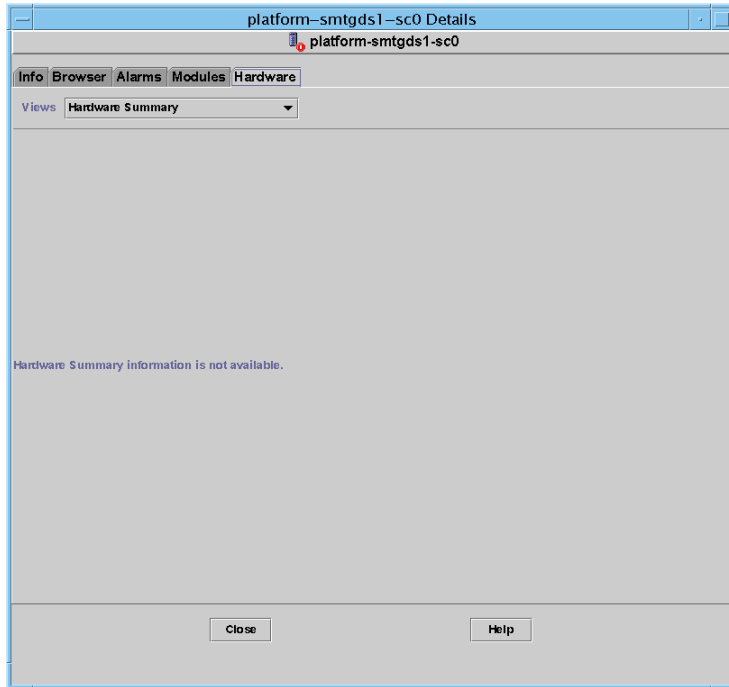 platform–smtgds1–sc0 Details
platform-smtgds1-sc0
Info Browser Alarms Modules Hardware
Views Hardware Summary
Hardware Summary information is not available.
Close Help